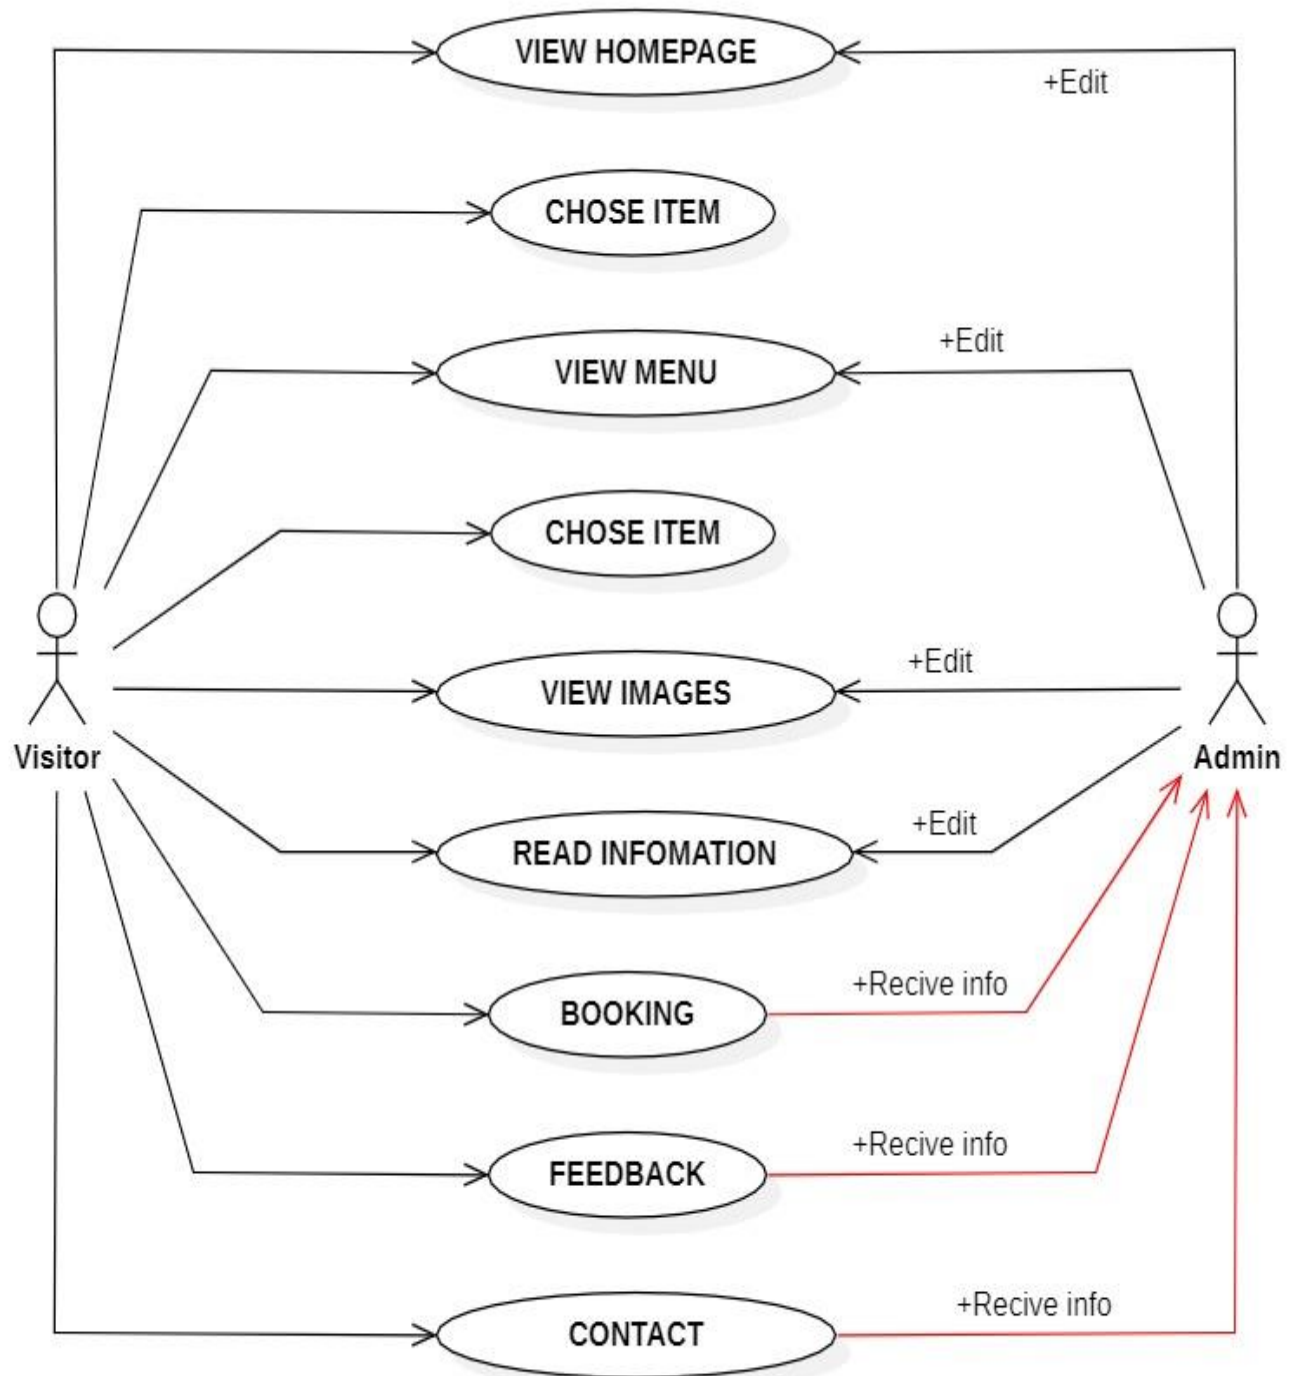 VIEW HOMEPAGE
+Edit
CHOSE ITEM
+Edit
VIEW MENU
CHOSE ITEM
+Edit
VIEW IMAGES
Visitor
Admin
+Edit
READ INFOMATION
+Recive info
BOOKING
+Recive info
FEEDBACK
+Recive info
CONTACT